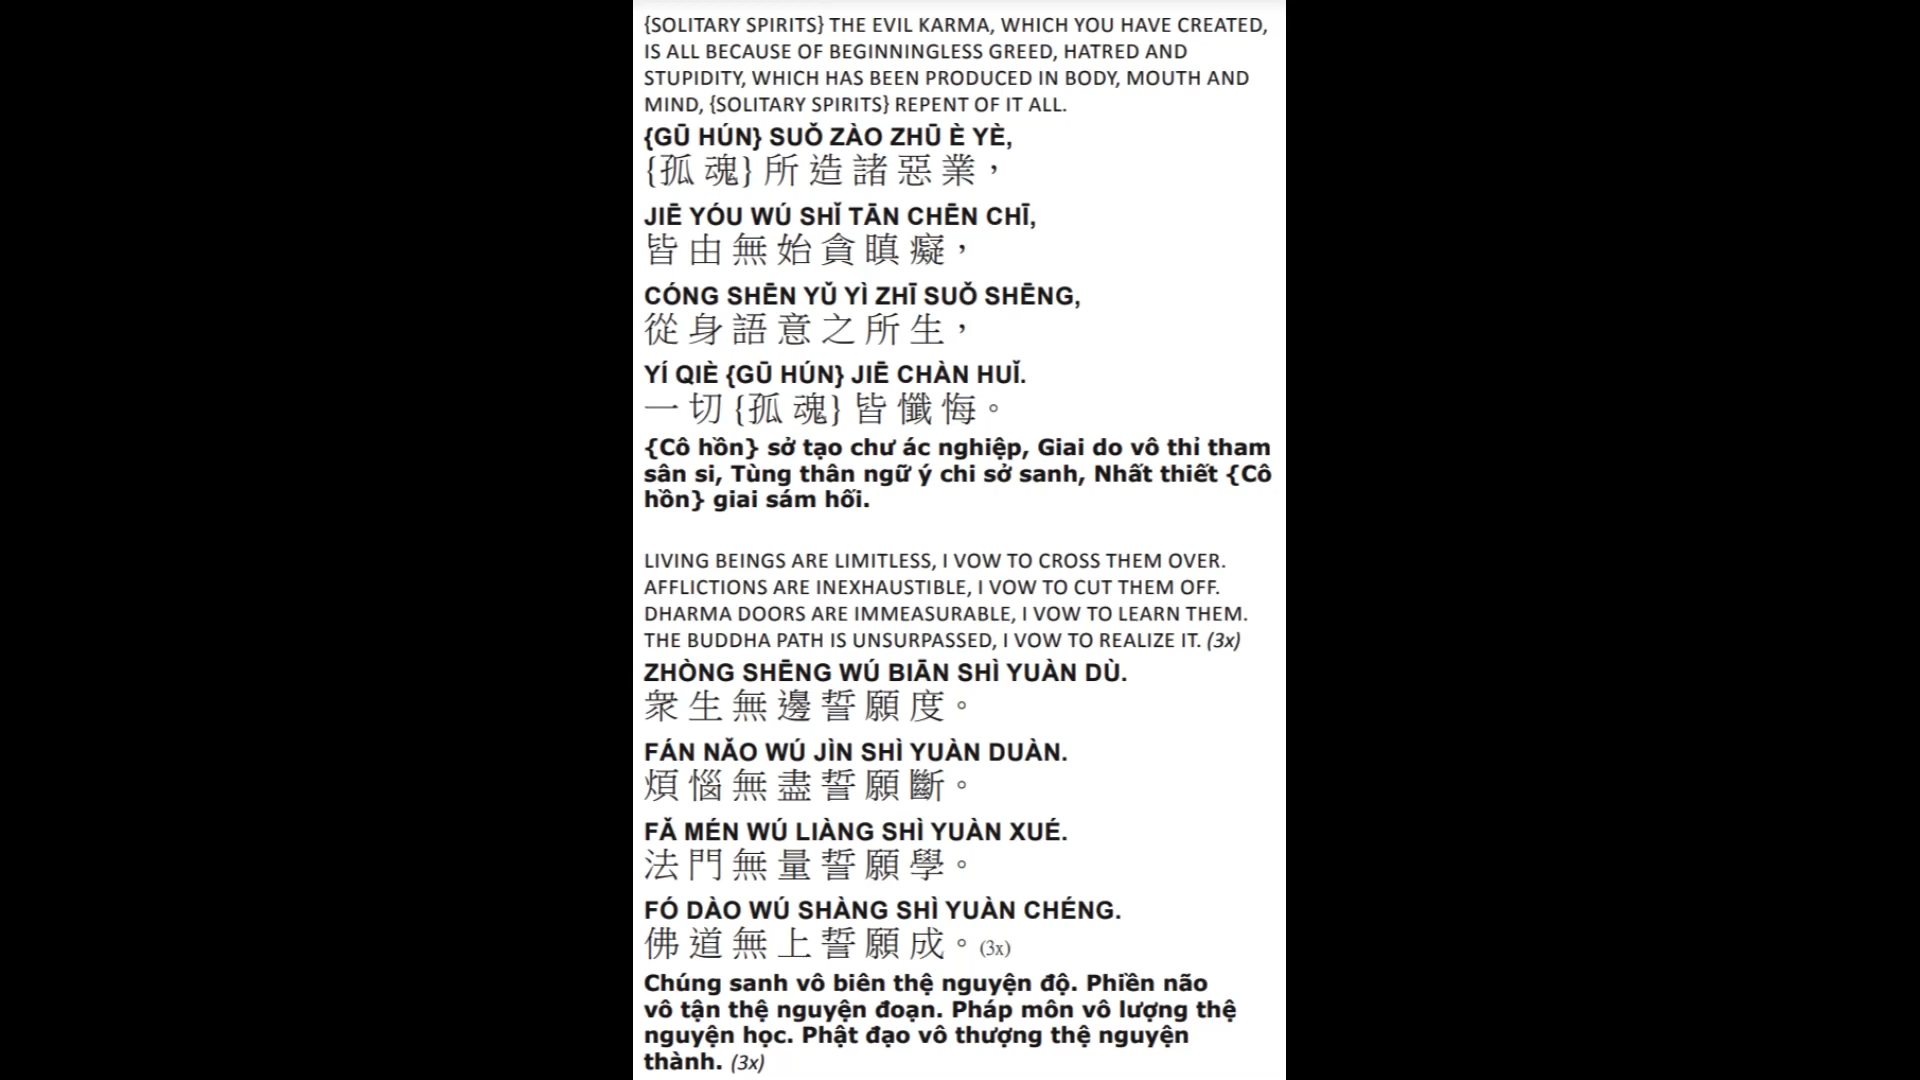 {SOLITARY SPIRITS} THE EVIL KARMA, WHICH YOU HAVE CREATED,
IS ALL BECAUSE OF BEGINNINGLESS GREED, HATRED AND
STUPIDITY, WHICH HAS BEEN PRODUCED IN BODY, MOUTH AND
MIND, {SOLITARY SPIRITS} REPENT OF IT ALL.
{GŪ HÚN} SUǑ ZÀO ZHŪ È YÈ,
{孤 魂} 所 造 諸 惡 業，
JIĒ YÓU WÚ SHǏ TĀN CHĒN CHĪ,
皆 由 無 始 貪 瞋 癡，
CÓNG SHĒN YǓ YÌ ZHĪ SUǑ SHĒNG,
從 身 語 意 之 所 生，
YÍ QIÈ {GŪ HÚN} JIĒ CHÀN HUǏ.
一 切 {孤 魂} 皆 懺 悔。
{Cô hồn} sở tạo chư ác nghiệp, Giai do vô thỉ tham
sân si, Tùng thân ngữ ý chi sở sanh, Nhất thiết {Cô
hồn} giai sám hối.
LIVING BEINGS ARE LIMITLESS, I VOW TO CROSS THEM OVER.
AFFLICTIONS ARE INEXHAUSTIBLE, I VOW TO CUT THEM OFF.
DHARMA DOORS ARE IMMEASURABLE, I VOW TO LEARN THEM.
THE BUDDHA PATH IS UNSURPASSED, I VOW TO REALIZE IT. (3x)
ZHÒNG SHĒNG WÚ BIĀN SHÌ YUÀN DÙ.
眾 生 無 邊 誓 願 度。
FÁN NǍO WÚ JÌN SHÌ YUÀN DUÀN.
煩 惱 無 盡 誓 願 斷。
FǍ MÉN WÚ LIÀNG SHÌ YUÀN XUÉ.
法 門 無 量 誓 願 學。
FÓ DÀO WÚ SHÀNG SHÌ YUÀN CHÉNG.
佛 道 無 上 誓 願 成。(3x)
Chúng sanh vô biên thệ nguyện độ. Phiền não
vô tận thệ nguyện đoạn. Pháp môn vô lượng thệ
nguyện học. Phật đạo vô thượng thệ nguyện
thành. (3x)